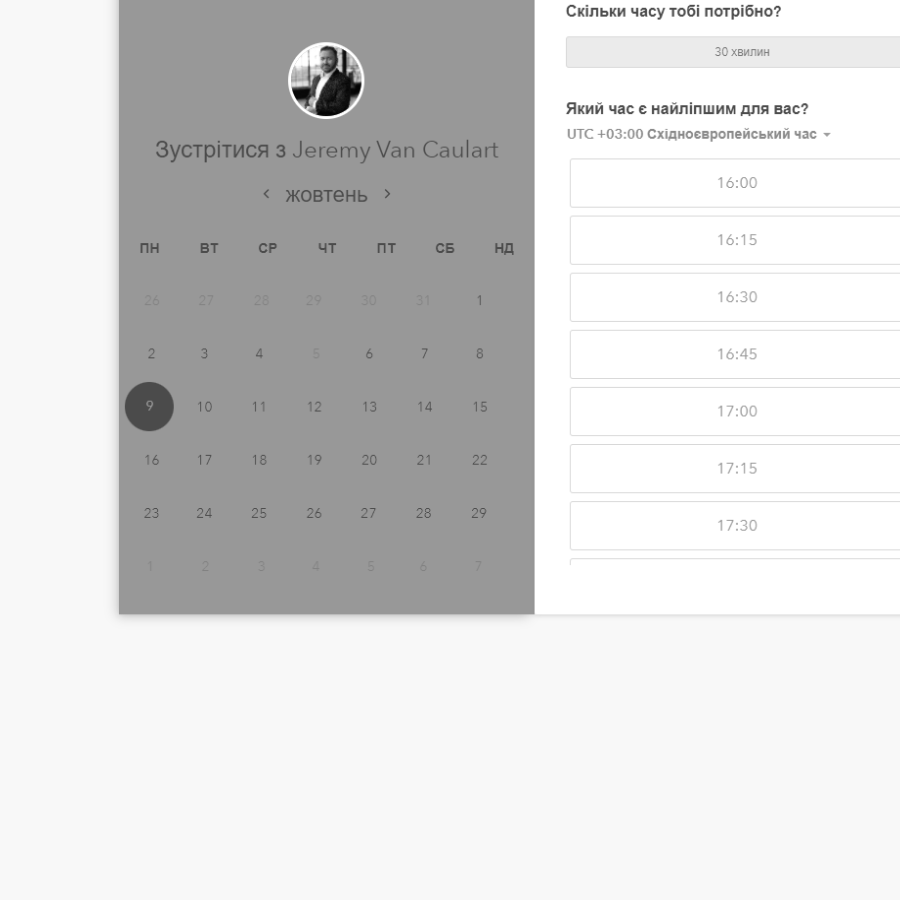 Зустрітися з Jeremy Van Caulart
жовтень
ПН ВТ СР ЧТ ПТ СБ НД
26 27 28 29 30 31 1
2 3 4 5 6 7 8
9 10 11 12 13 14 15
16 17 18 19 20 21 22
23 24 25 26 27 28 29
1 2 3 4 5 6 7
Скільки часу тобі потрібно?
30 хвилин
Який час є найліпшим для вас?
UTC +03:00 Східноєвропейський час
16:00
16:15
16:30
16:45
17:00
17:15
17:30